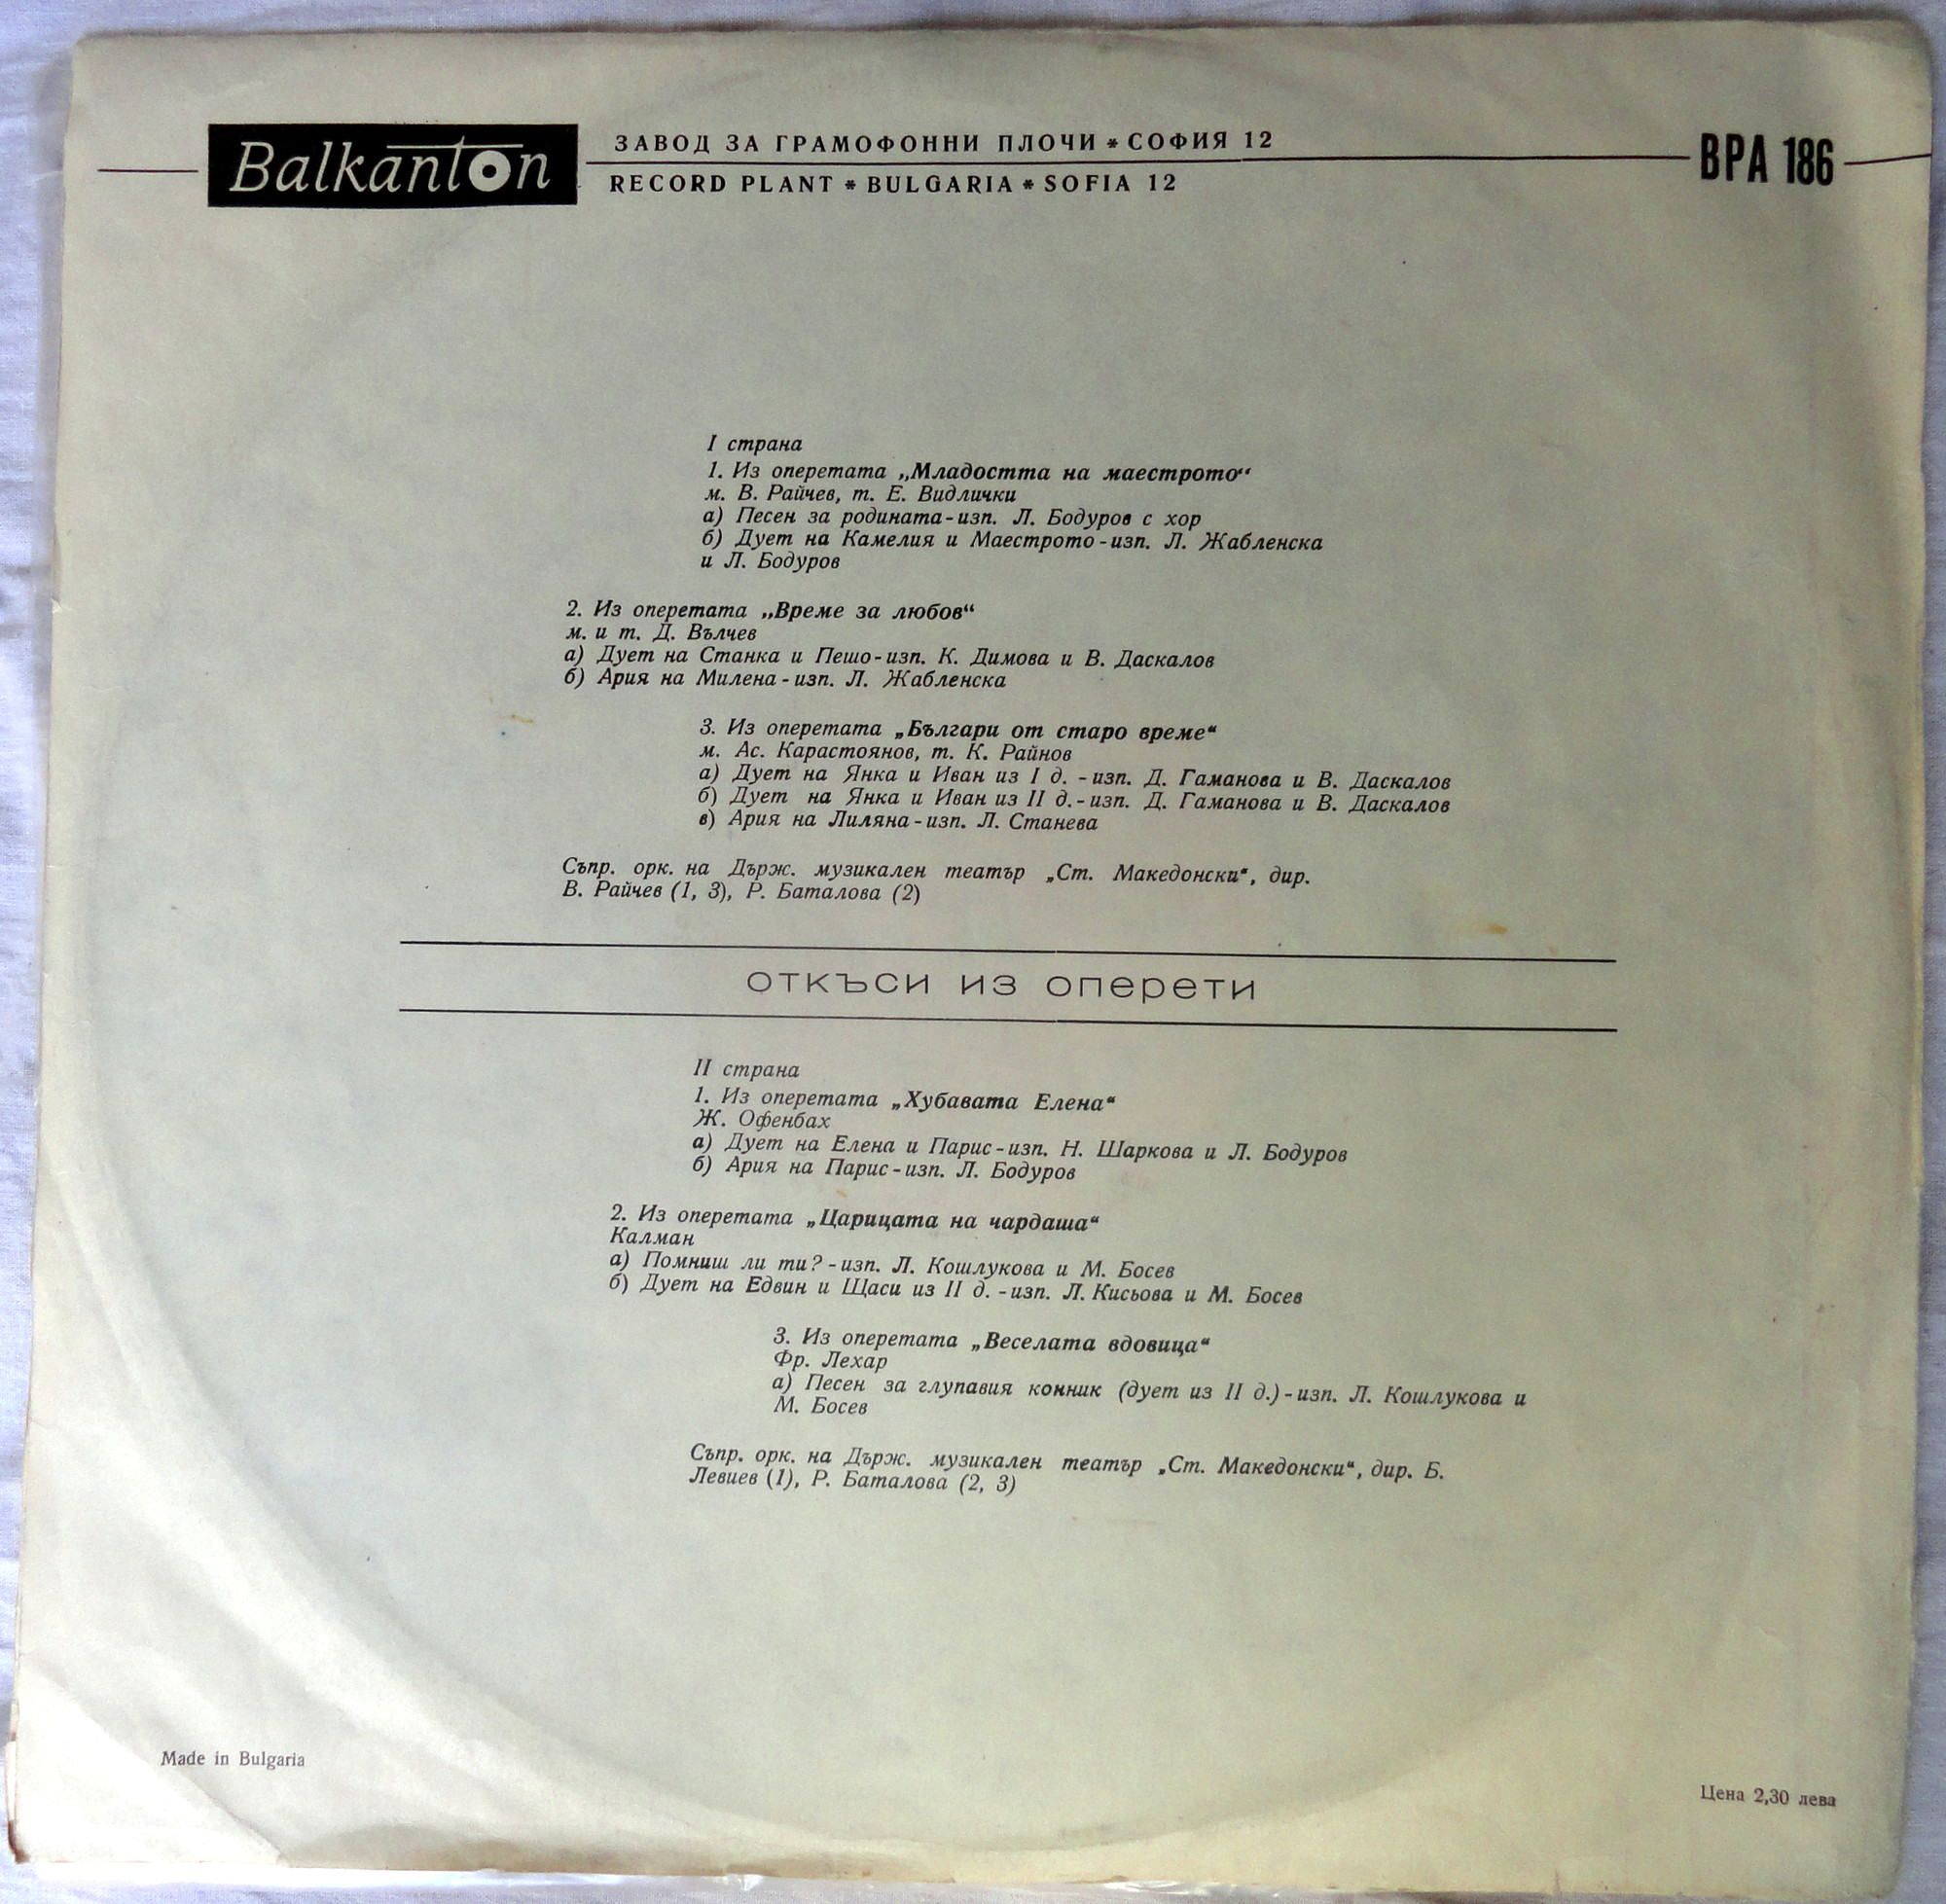 Balkanton
ЗАВОД ЗА ГРАМОФОННИ ПЛОЧИ * СОФИЯ 12
RECORD PLANT * BULGARIA * SOFIA 12
ВРА 186
I страна
1. Из оперетата „Младостта на маестрото“
м. В. Райчев, т. Е. Видлички
а) Песен за родината-изп. Л. Бодуров с хор
б) Дует на Камелия и Маестрото-изп. Л. Жабленска
и Л. Бодуров
2. Из оперетата „Време за любов“
м. и т. Д. Вълчев
а) Дует на Станка и Пешо-изп. К. Димова и В. Даскалов
б) Ария на Милена-изп. Л. Жабленска
3. Из оперетата „Българи от старо време“
м. Ас. Карастоянов, т. К. Райнов
а) Дует на Янка и Иван из I д. -изп. Д. Гаманова и В. Даскалов
б) Дует на Янка и Иван из II д.-изп. Д. Гаманова и В. Даскалов
в) Ария на Лиляна-изп. Л. Станева
Съпр. орк. на Държ. музикален театър „Ст. Македонски“, дир.
В. Райчев (1, 3), Р. Баталова (2)
откъси из оперети
II страна
1. Из оперетата „Хубавата Елена“
Ж. Офенбах
а) Дует на Елена и Парис-изп. Н. Шаркова и Л. Бодуров
б) Ария на Парис-изп. Л. Бодуров
2. Из оперетата „Царицата на чардаша“
Калман
а) Помниш ли ти?-изп. Л. Кошлукова и М. Босев
б) Дует на Едвин и Щаси из II д. -изп. Л. Кисьова и М. Босев
3. Из оперетата „Веселата вдовица“
Фр. Лехар
а) Песен за глупавия конник (дует из II д.)-изп. Л. Кошлукова и
М. Босев
Съпр. орк. на Държ. музикален театър „Ст. Македонски“, дир. Б.
Левиев (1), Р. Баталова (2, 3)
Made in Bulgaria
Цена 2,30 лева